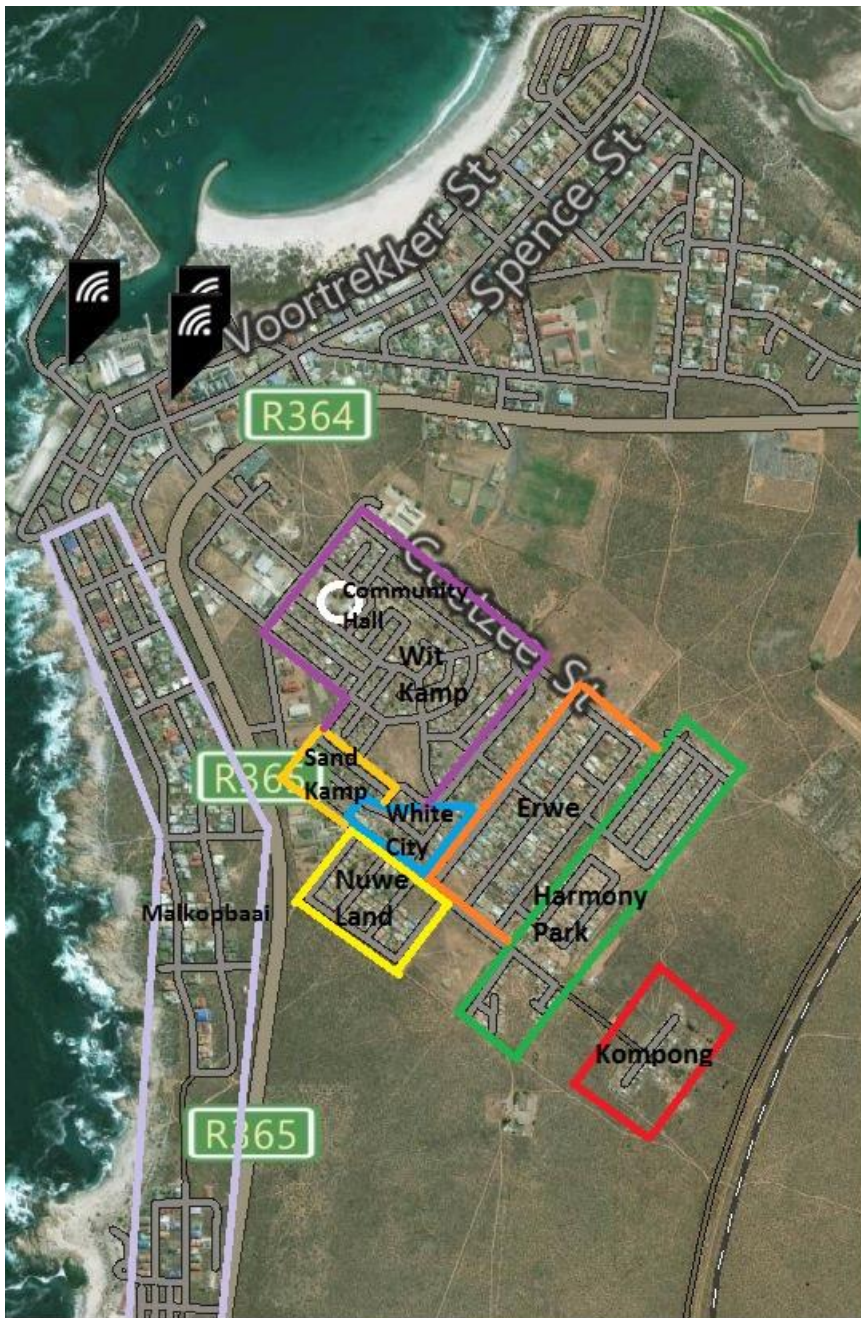 Voortrekker St
Spence St
R364
Coetzee St
Community
Hall
Wit
Kamp
Sand
Kamp
R365
White
City
Erwe
Nuwe
Land
Harmony
Park
Malkopbaai
Kompong
R365